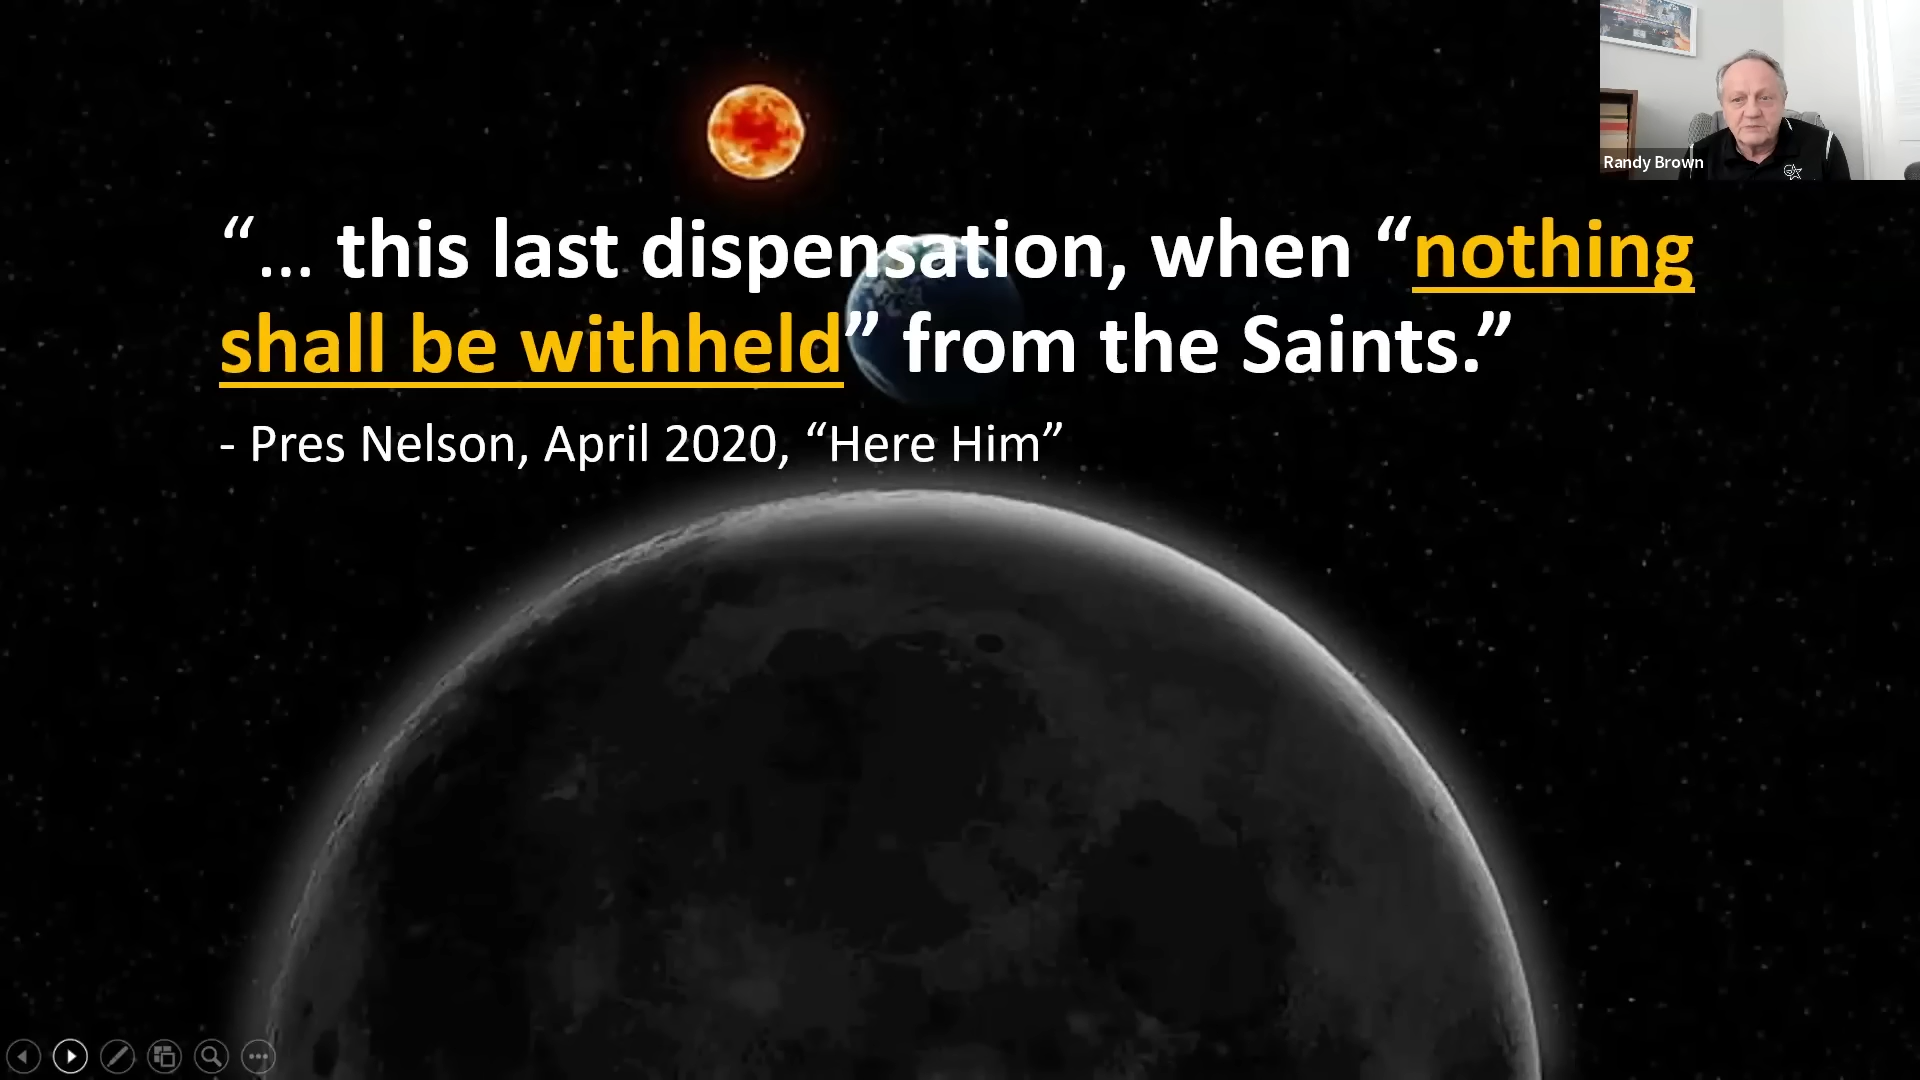 Randy Brown
“... this last dispensation, when “nothing
shall be withheld” from the Saints.”
- Pres Nelson, April 2020, “Here Him”